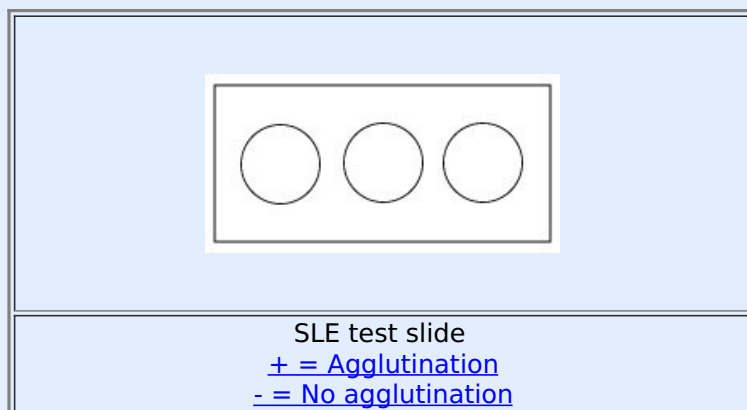 SLE test slide
+ = Agglutination
- = No agglutination